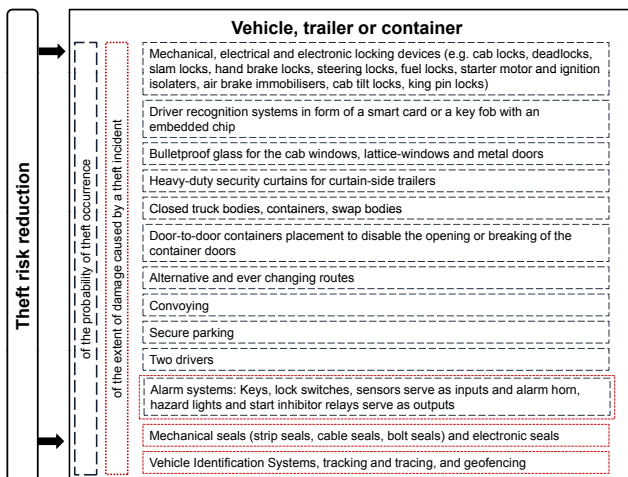 Vehicle, trailer or container
Theft risk reduction
of the probability of theft occurrence
of the extent of damage caused by a theft incident
Mechanical, electrical and electronic locking devices (e.g. cab locks, deadlocks,
slam locks, hand brake locks, steering locks, fuel locks, starter motor and ignition
isolaters, air brake immobilisers, cab tilt locks, king pin locks)
Driver recognition systems in form of a smart card or a key fob with an
embedded chip
Bulletproof glass for the cab windows, lattice-windows and metal doors
Heavy-duty security curtains for curtain-side trailers
Closed truck bodies, containers, swap bodies
Door-to-door containers placement to disable the opening or breaking of the
container doors
Alternative and ever changing routes
Convoying
Secure parking
Two drivers
Alarm systems: Keys, lock switches, sensors serve as inputs and alarm horn,
hazard lights and start inhibitor relays serve as outputs
Mechanical seals (strip seals, cable seals, bolt seals) and electronic seals
Vehicle Identification Systems, tracking and tracing, and geofencing